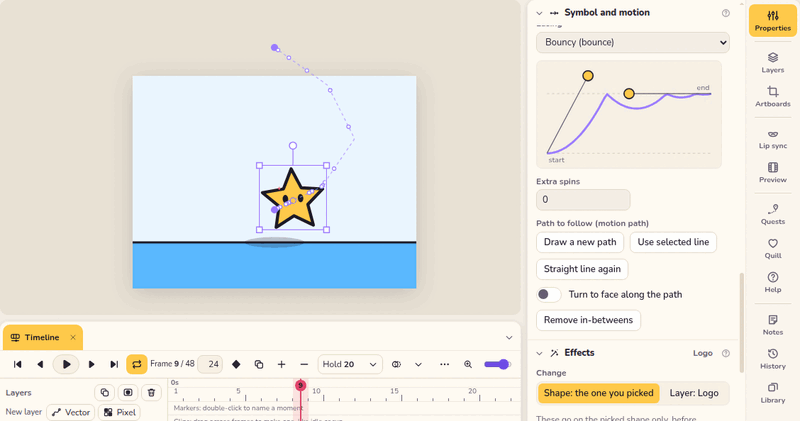 Symbol and motion
Bouncy (bounce)
end
start
Extra spins
0
Path to follow (motion path)
Draw a new path
Use selected line
Straight line again
Turn to face along the path
Remove in-betweens
Effects
Logo
Change
Shape: the one you picked
Layer: Logo
These go on the picked shape only, before
Properties
Layers
Artboards
Lip sync
Preview
Quests
Quill
Help
Notes
History
Library
Timeline
Frame 9 / 48
24
Hold 20
Layers
0s
1
5
9
10
15
20
New layer
Vector
Pixel
Markers: double-click to name a moment